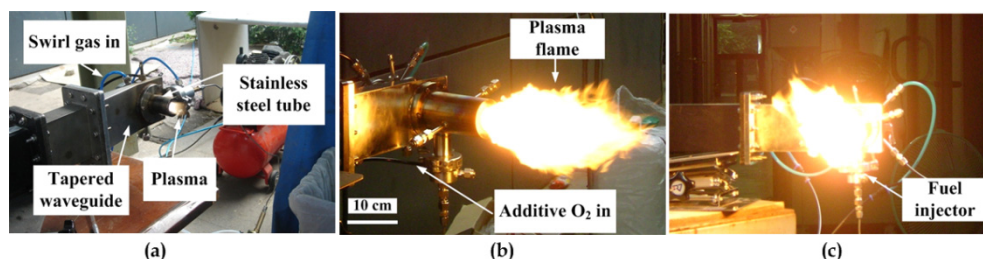 Swirl gas in
Stainless
steel tube
Tapered
waveguide
Plasma
(a)
Plasma
flame
10 cm
Additive O₂ in
(b)
Fuel
injector
(c)